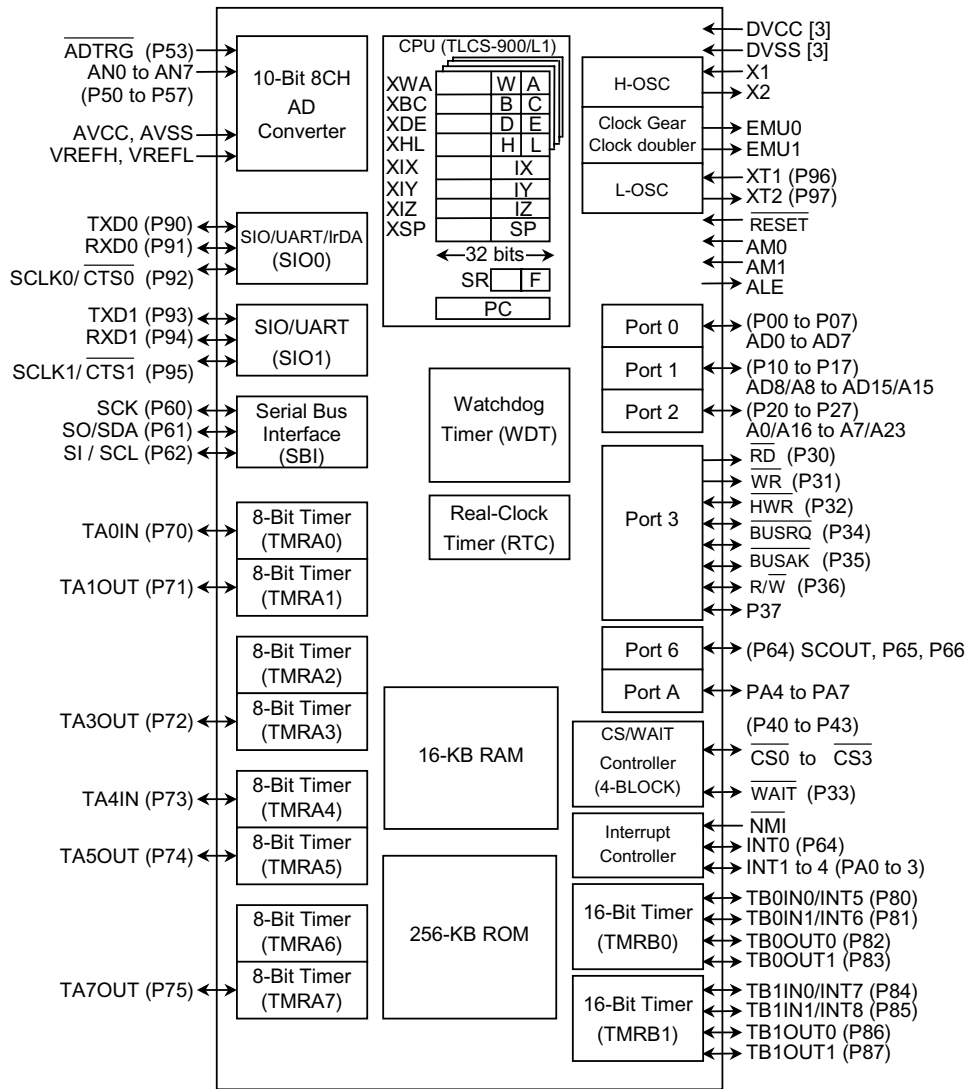 ADTRG (P53)
AN0 to AN7
(P50 to P57)
AVCC, AVSS
VREFH, VREFL
10-Bit 8CH
AD
Converter
TXD0 (P90)
RXD0 (P91)
SCLK0/ CTS0 (P92)
SIO/UART/IrDA
(SIO0)
TXD1 (P93)
RXD1 (P94)
SCLK1/ CTS1 (P95)
SIO/UART
(SIO1)
SCK (P60)
SO/SDA (P61)
SI / SCL (P62)
Serial Bus
Interface
(SBI)
TA0IN (P70)
8-Bit Timer
(TMRA0)
TA1OUT (P71)
8-Bit Timer
(TMRA1)
8-Bit Timer
(TMRA2)
TA3OUT (P72)
8-Bit Timer
(TMRA3)
TA4IN (P73)
8-Bit Timer
(TMRA4)
TA5OUT (P74)
8-Bit Timer
(TMRA5)
8-Bit Timer
(TMRA6)
TA7OUT (P75)
8-Bit Timer
(TMRA7)
CPU (TLCS-900/L1)
XWA W A
XBC B C
XDE D E
XHL H L
XIX IX
XIY IY
XIZ IZ
XSP SP
32 bits
SR F
PC
Watchdog
Timer (WDT)
Real-Clock
Timer (RTC)
16-KB RAM
256-KB ROM
DVCC [3]
DVSS [3]
H-OSC
X1
X2
Clock Gear
Clock doubler
EMU0
EMU1
L-OSC
XT1 (P96)
XT2 (P97)
RESET
AM0
AM1
ALE
Port 0
(P00 to P07)
AD0 to AD7
Port 1
(P10 to P17)
AD8/A8 to AD15/A15
Port 2
(P20 to P27)
A0/A16 to A7/A23
Port 3
RD (P30)
WR (P31)
HWR (P32)
BUSRQ (P34)
BUSAK (P35)
R/W (P36)
P37
Port 6
(P64) SCOUT, P65, P66
Port A
PA4 to PA7
CS/WAIT
Controller
(4-BLOCK)
(P40 to P43)
CS0 to CS3
WAIT (P33)
Interrupt
Controller
NMI
INT0 (P64)
INT1 to 4 (PA0 to 3)
16-Bit Timer
(TMRB0)
TB0IN0/INT5 (P80)
TB0IN1/INT6 (P81)
TB0OUT0 (P82)
TB0OUT1 (P83)
16-Bit Timer
(TMRB1)
TB1IN0/INT7 (P84)
TB1IN1/INT8 (P85)
TB1OUT0 (P86)
TB1OUT1 (P87)